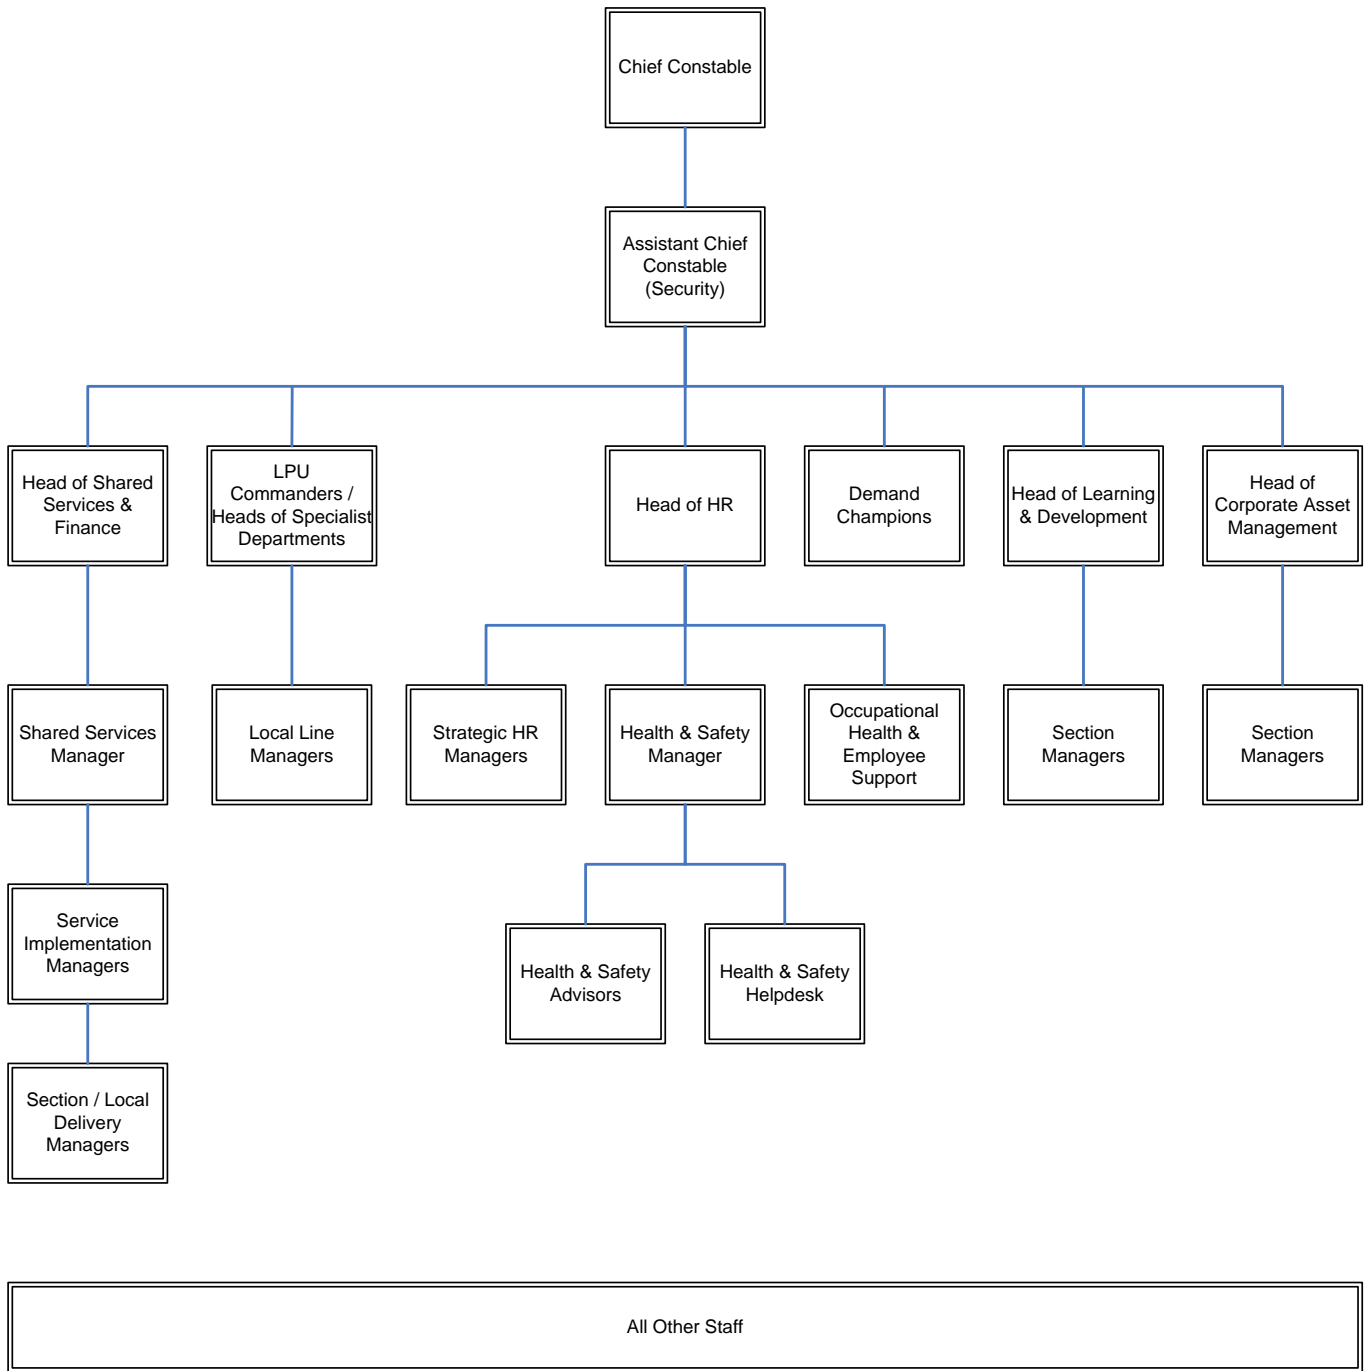 Chief Constable
Assistant Chief
Constable
(Security)
Head of Shared
Services &
Finance
LPU
Commanders /
Heads of Specialist
Departments
Head of HR
Demand
Champions
Head of Learning
& Development
Head of
Corporate Asset
Management
Shared Services
Manager
Local Line
Managers
Strategic HR
Managers
Health & Safety
Manager
Occupational
Health &
Employee
Support
Section
Managers
Section
Managers
Service
Implementation
Managers
Health & Safety
Advisors
Health & Safety
Helpdesk
Section / Local
Delivery
Managers
All Other Staff